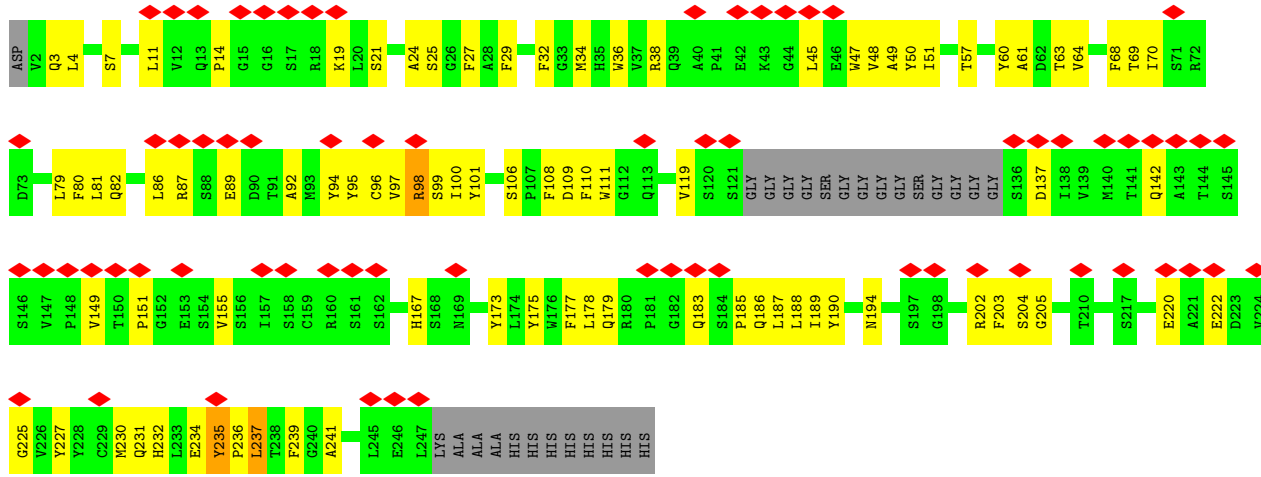 ASP V2 Q3 L4 S7 L11 V12 Q13 P14 G15 G16 S17 R18 K19 L20 S21 A24 S25 G26 F27 A28 F29 F32 G33 M34 H35 W36 V37 R38 Q39 A40 P41 E42 K43 G44 L45 E46 W47 V48 A49 Y50 I51 T57 Y60 A61 D62 T63 V64 F68 T69 I70 S71 R72
D73 L79 F80 L81 Q82 L86 R87 S88 E89 D90 T91 A92 M93 Y94 Y95 C96 V97 R98 S99 I100 Y101 S106 P107 F108 D109 F110 W111 G112 Q113 V119 S120 S121 GLY GLY GLY GLY SER GLY GLY GLY GLY SER GLY GLY GLY GLY S136 D137 I138 V139 M140 T141 Q142 A143 T144 S145
S146 V147 P148 V149 T150 P151 G152 E153 S154 V155 S156 I157 S158 C159 R160 S161 S162 H167 S168 N169 Y173 L174 Y175 W176 F177 L178 Q179 R180 P181 G182 Q183 S184 P185 Q186 L187 L188 I189 Y190 N194 S197 G198 R202 F203 S204 G205 T210 S217 E220 A221 E222 D223 V224
G225 V226 Y227 Y228 C229 M230 Q231 H232 L233 E234 Y235 P236 L237 T238 F239 G240 A241 L245 E246 L247 LYS ALA ALA ALA HIS HIS HIS HIS HIS HIS HIS HIS